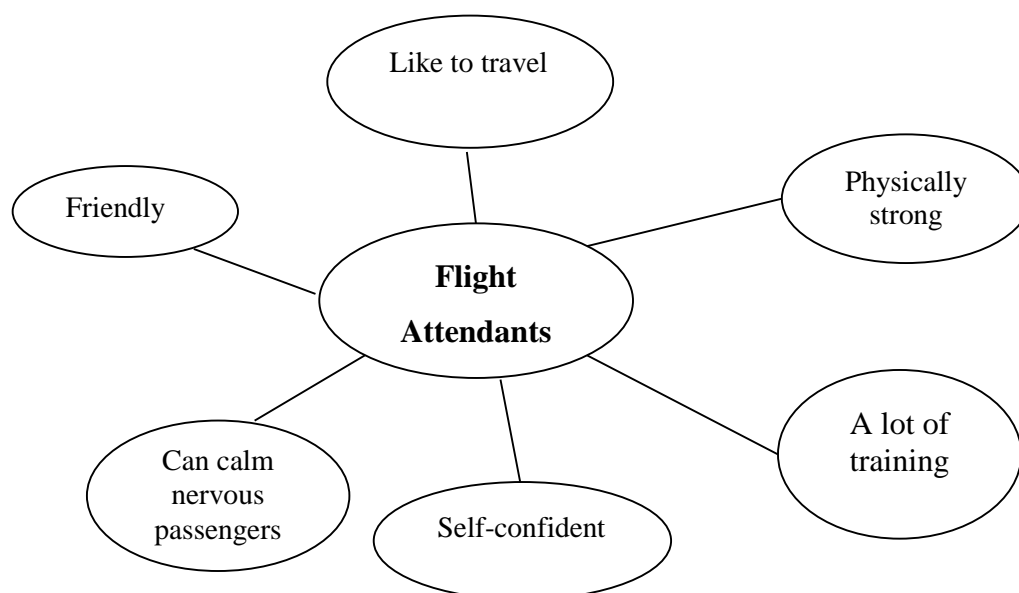 Like to travel
Physically
strong
Friendly
Flight
Attendants
A lot of
training
Can calm
nervous
passengers
Self-confident